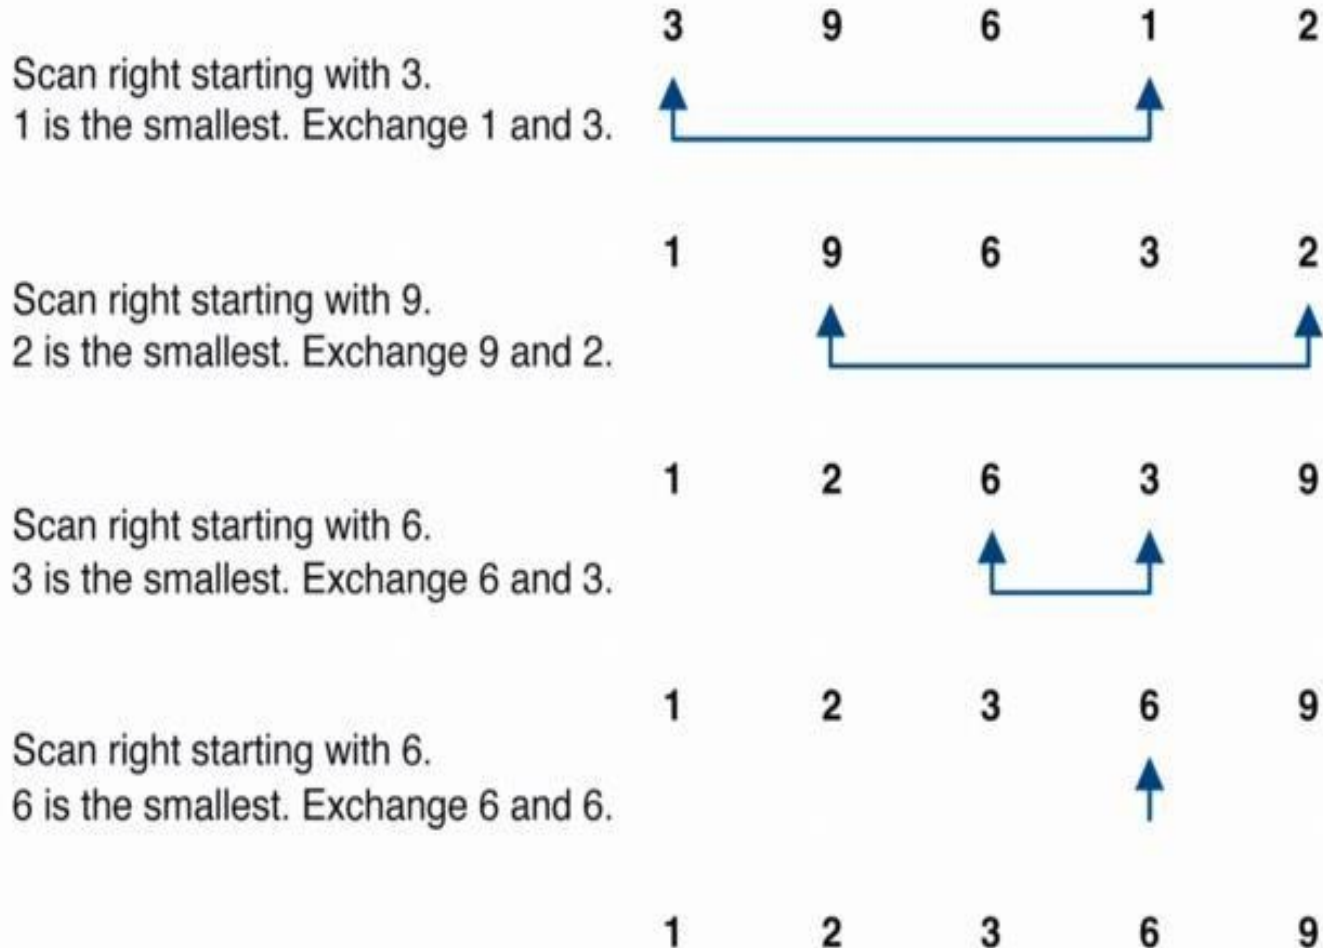 3 9 6 1 2
Scan right starting with 3.
1 is the smallest. Exchange 1 and 3.
1 9 6 3 2
Scan right starting with 9.
2 is the smallest. Exchange 9 and 2.
1 2 6 3 9
Scan right starting with 6.
3 is the smallest. Exchange 6 and 3.
1 2 3 6 9
Scan right starting with 6.
6 is the smallest. Exchange 6 and 6.
1 2 3 6 9